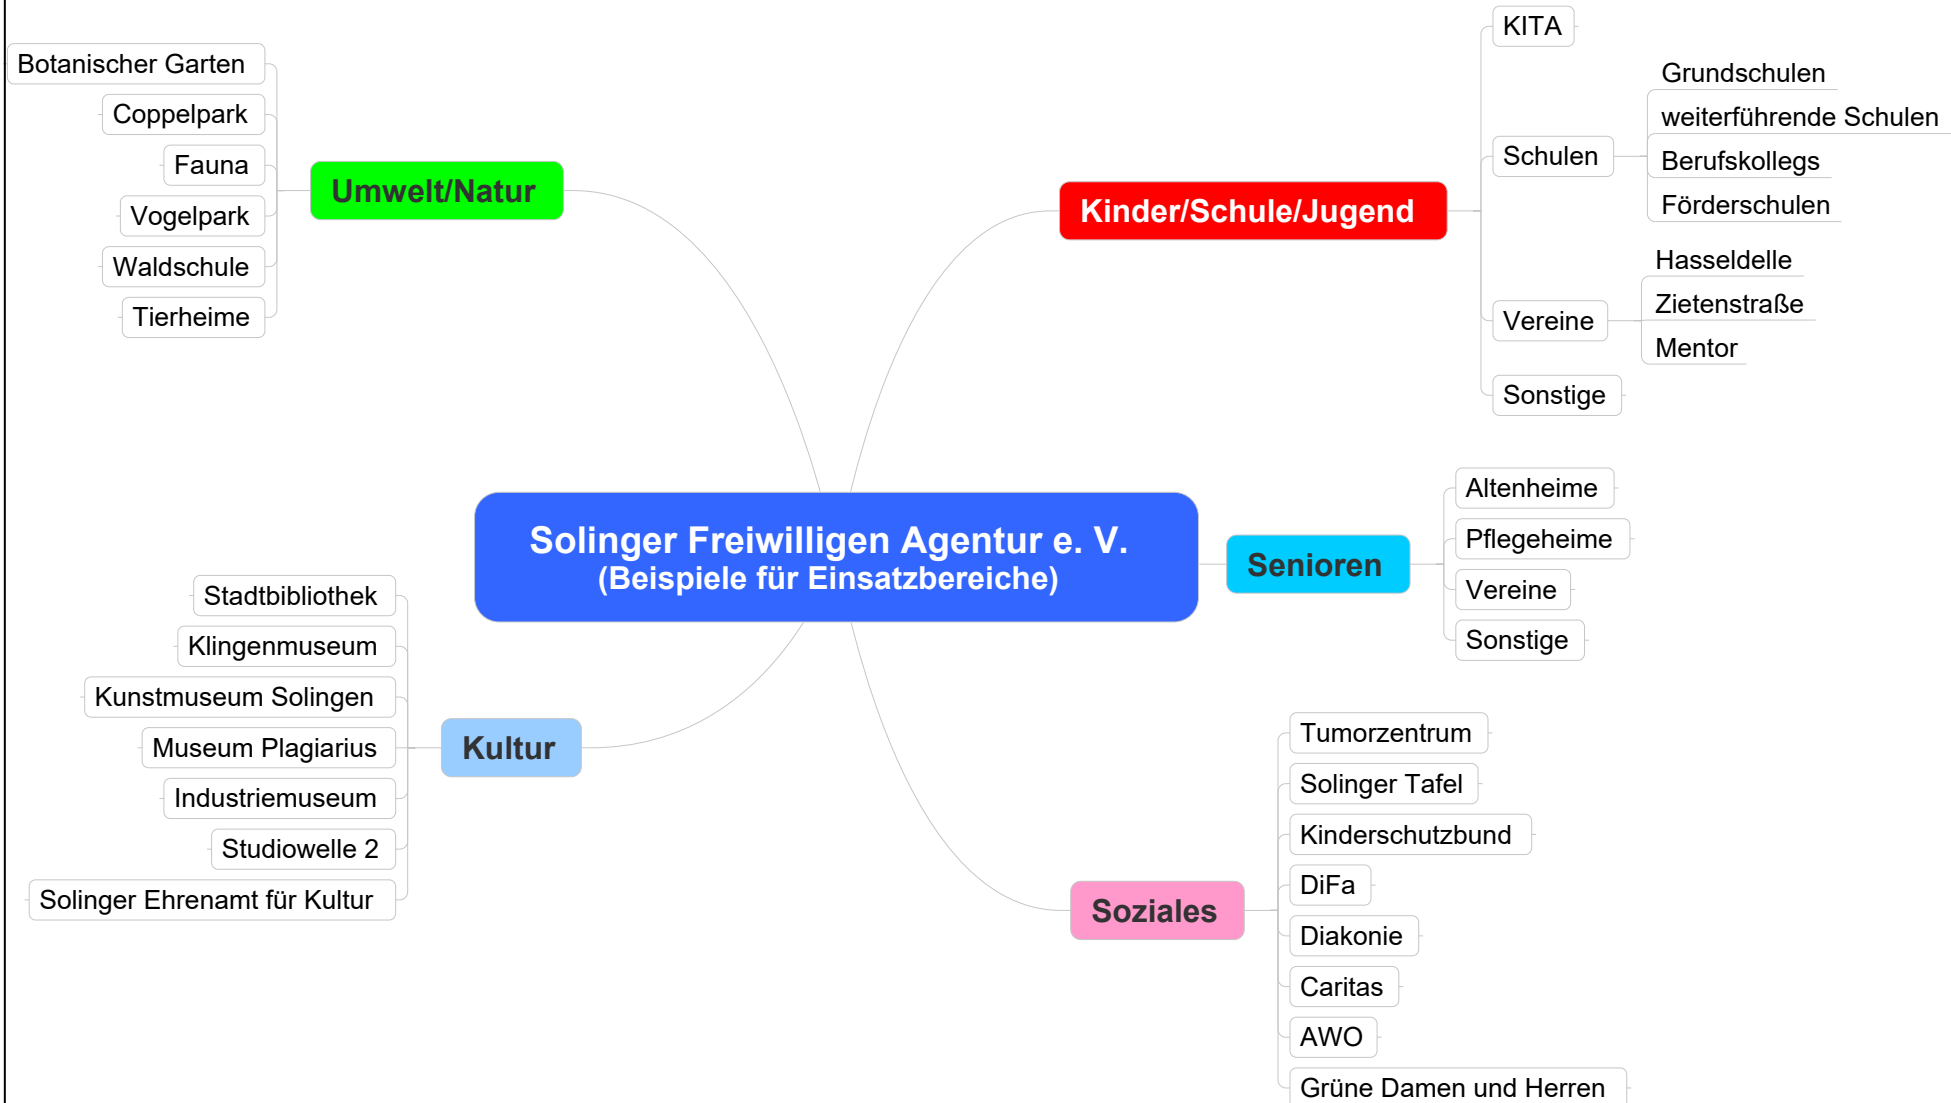 Solinger Freiwilligen Agentur e. V.
(Beispiele für Einsatzbereiche)
Umwelt/Natur
Botanischer Garten
Coppelpark
Fauna
Vogelpark
Waldschule
Tierheime
Kultur
Stadtbibliothek
Klingenmuseum
Kunstmuseum Solingen
Museum Plagiarius
Industriemuseum
Studiowelle 2
Solinger Ehrenamt für Kultur
Kinder/Schule/Jugend
KITA
Schulen
Grundschulen
weiterführende Schulen
Berufskollegs
Förderschulen
Vereine
Hasseldelle
Zietenstraße
Mentor
Sonstige
Senioren
Altenheime
Pflegeheime
Vereine
Sonstige
Soziales
Tumorzentrum
Solinger Tafel
Kinderschutzbund
DiFa
Diakonie
Caritas
AWO
Grüne Damen und Herren